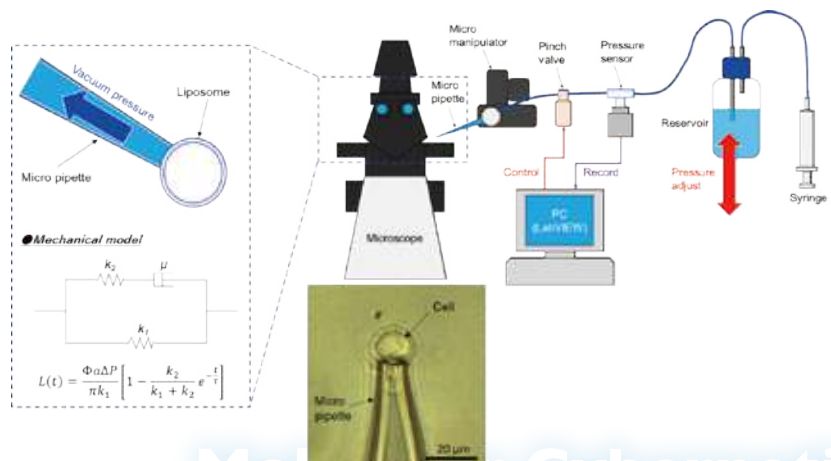 Vacuum pressure
Liposome
Micro pipette
●Mechanical model
k₂
μ
k₁
L(t) = ΦaΔP / πk₁ [1 − k₂ / (k₁ + k₂) e^(−t/τ)]
Microscope
Micro
manipulator
Micro
pipette
Pinch
valve
Pressure
sensor
Reservoir
Control
Record
Pressure
adjust
Syringe
PC
(LabVIEW)
Cell
Micro
pipette
20 μm